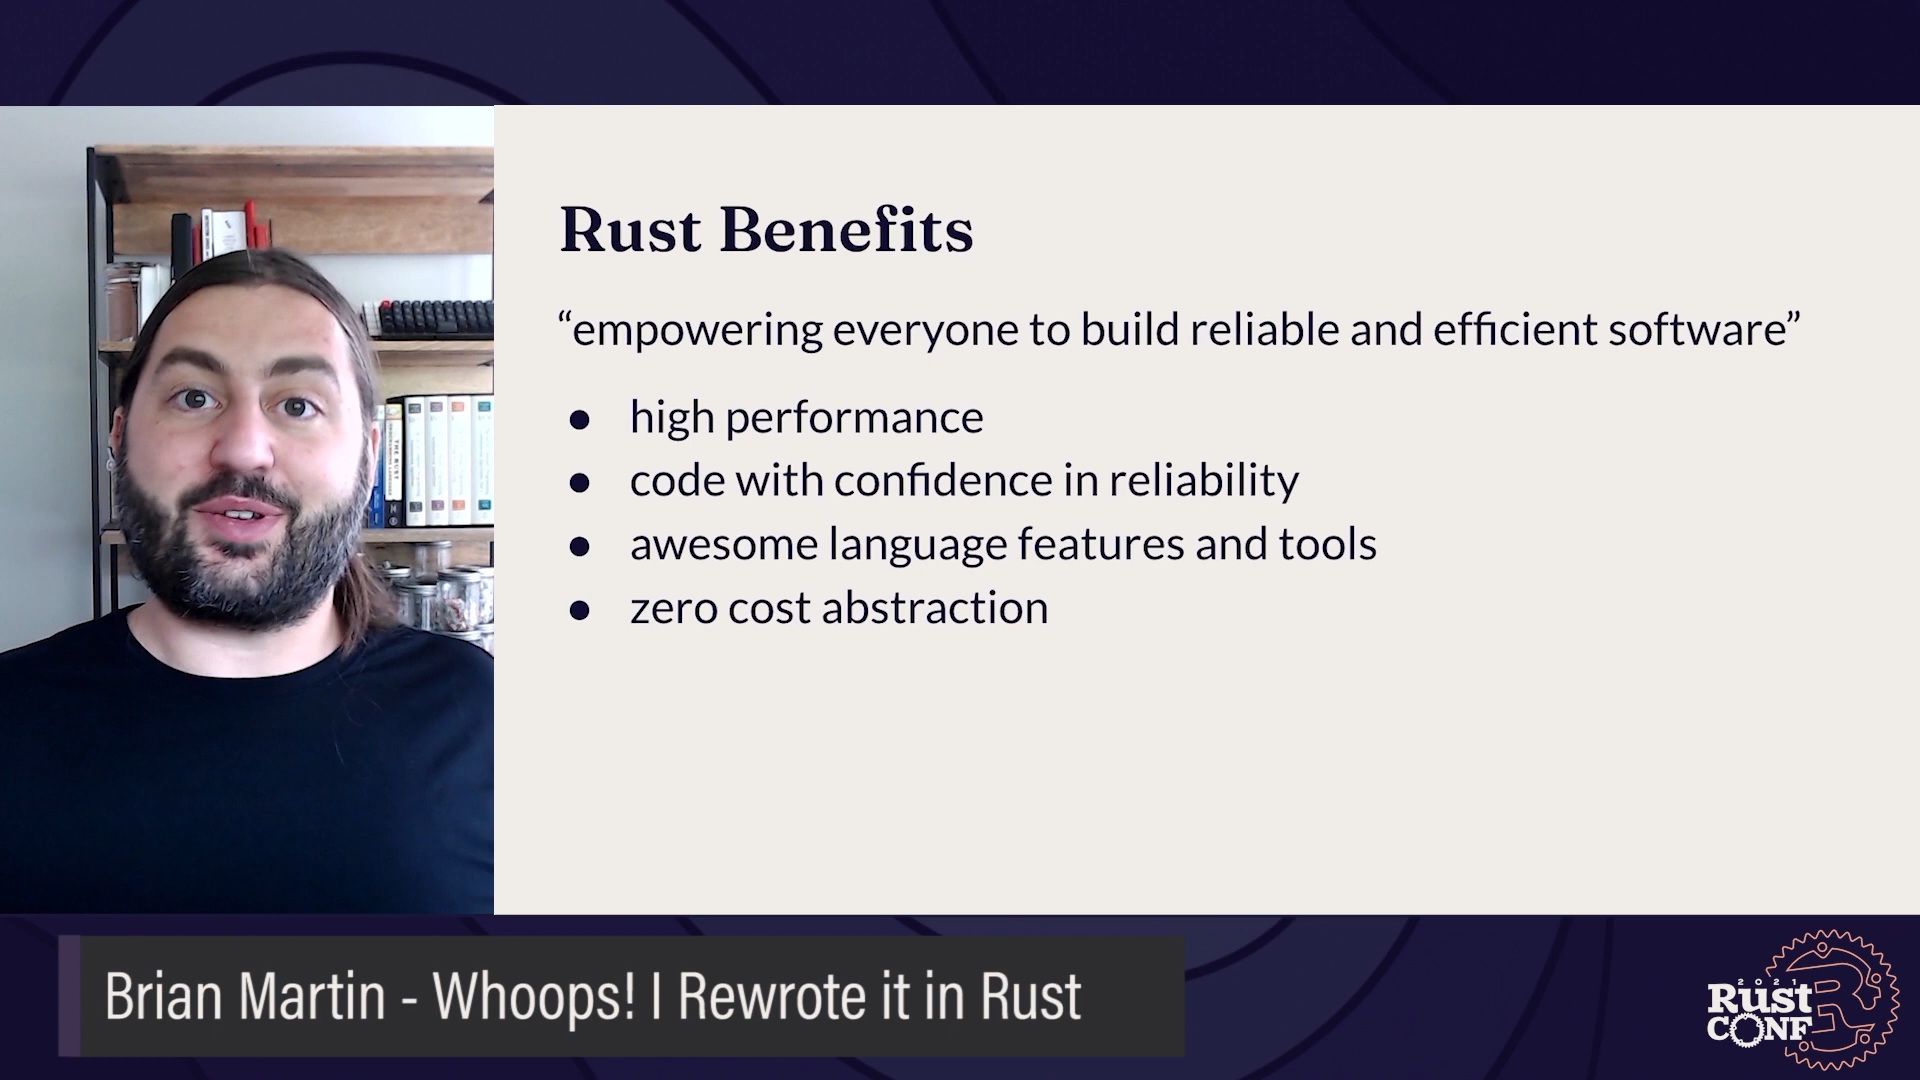 Rust Benefits
“empowering everyone to build reliable and efficient software”
● high performance
● code with confidence in reliability
● awesome language features and tools
● zero cost abstraction
Brian Martin - Whoops! I Rewrote it in Rust
2021
Rust
CONF